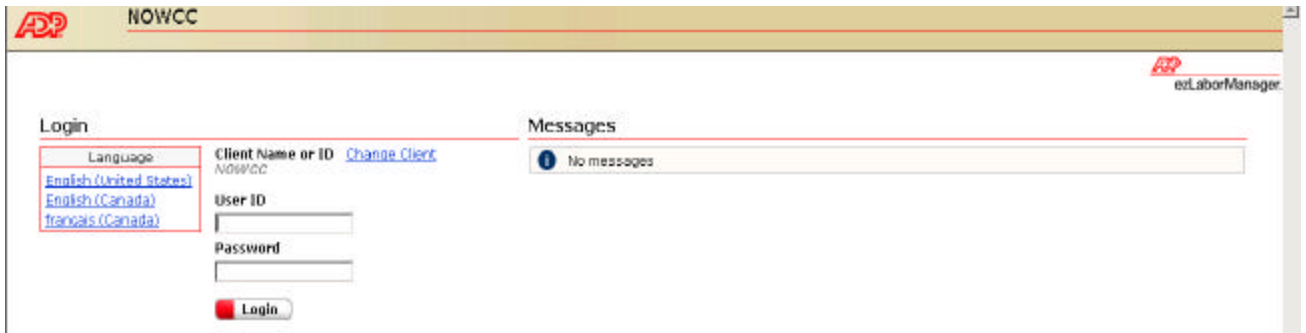 ADP
NOWCC
ADP
ezLaborManager.
Login
Language
English (United States)
English (Canada)
français (Canada)
Client Name or ID Change Client
NOWCC
User ID
Password
Login
Messages
No messages